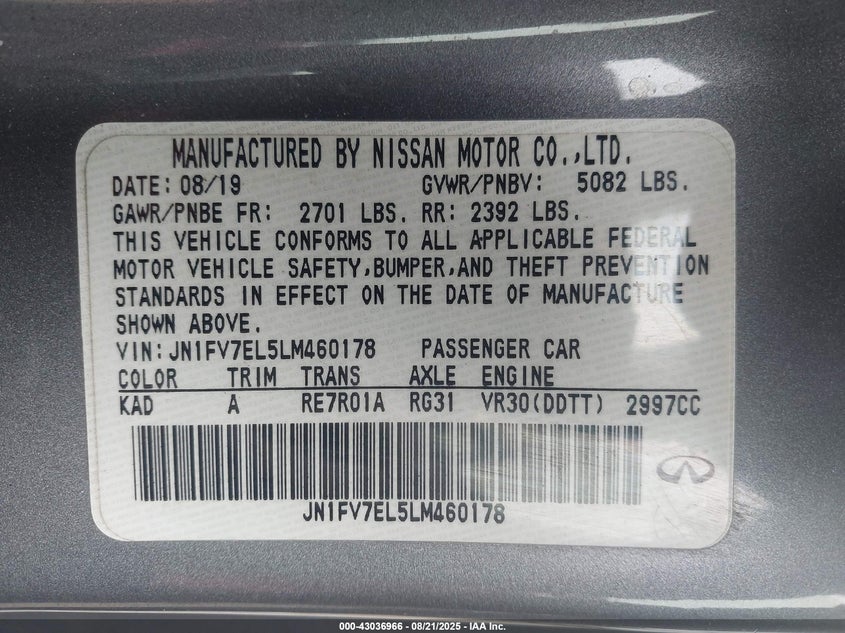 MANUFACTURED BY NISSAN MOTOR CO.,LTD.
DATE: 08/19 GVWR/PNBV: 5082 LBS.
GAWR/PNBE FR: 2701 LBS. RR: 2392 LBS.
THIS VEHICLE CONFORMS TO ALL APPLICABLE FEDERAL
MOTOR VEHICLE SAFETY,BUMPER,AND THEFT PREVENTION
STANDARDS IN EFFECT ON THE DATE OF MANUFACTURE
SHOWN ABOVE.
VIN: JN1FV7EL5LM460178 PASSENGER CAR
COLOR TRIM TRANS AXLE ENGINE
KAD A RE7R01A RG31 VR30(DDTT) 2997CC
JN1FV7EL5LM460178
000-43036966 - 08/21/2025 - IAA Inc.